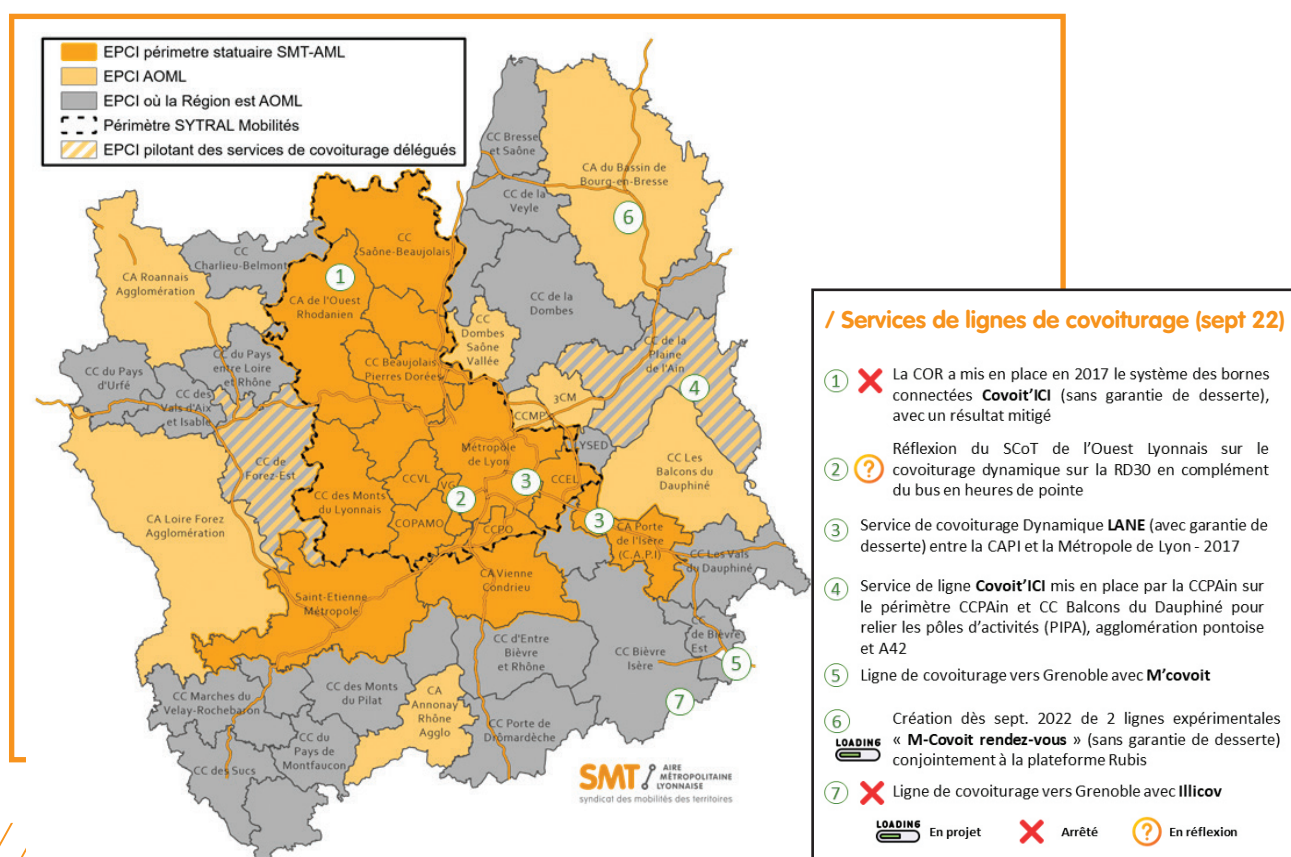 EPCI périmetre statuaire SMT-AML
EPCI AOML
EPCI où la Région est AOML
Périmètre SYTRAL Mobilités
EPCI pilotant des services de covoiturage délégués
CC Bresse
et Saône
CA du Bassin de
Bourg-en-Bresse
CC de la
Veyle
6
CC
Saône-Beaujolais
CC
Charlieu-Belmont
CA Roannais
Agglomération
1
CA de l'Ouest
Rhodanien
CC de la
Dombes
CC
Dombes
Saône
Vallée
CC de la
Plaine
de l'Ain
CC du Pays
entre Loire
et Rhône
CC du Pays
d'Urfé
CC Beaujolais
Pierres Dorées
4
CC des
Vals d'Aix
et Isable
3CM
CCMP
LYSED
Métropole
de Lyon
CC de
Forez-Est
CC Les
Balcons du
Dauphiné
CCVL
VG
3
CCEL
2
CC des Monts
du Lyonnais
COPAMO
CCPO
3
CA Porte
de l'Isère
(C.A.P.I)
CA Loire Forez
Agglomération
CC Les Vals
du Dauphiné
CA Vienne
Condrieu
Saint-Etienne
Métropole
CC de Bièvre
Est
CC d'Entre
Bièvre
et Rhône
CC Bièvre
Isère
5
7
CC Marches du
Velay-Rochebaron
CC des Monts
du Pilat
CA
Annonay
Rhône
Agglo
CC Porte de
Drômardèche
CC du
Pays de
Montfaucon
CC des Sucs
SMT
AIRE
MÉTROPOLITAINE
LYONNAISE
syndicat des mobilités des territoires
/ Services de lignes de covoiturage (sept 22)
1 La COR a mis en place en 2017 le système des bornes
connectées Covoit'ICI (sans garantie de desserte),
avec un résultat mitigé
2 ? Réflexion du SCoT de l'Ouest Lyonnais sur le
covoiturage dynamique sur la RD30 en complément
du bus en heures de pointe
3 Service de covoiturage Dynamique LANE (avec garantie de
desserte) entre la CAPI et la Métropole de Lyon - 2017
4 Service de ligne Covoit'ICI mis en place par la CCPAin sur
le périmètre CCPAin et CC Balcons du Dauphiné pour
relier les pôles d'activités (PIPA), agglomération pontoise
et A42
5 Ligne de covoiturage vers Grenoble avec M'covoit
6 Création dès sept. 2022 de 2 lignes expérimentales
LOADING « M-Covoit rendez-vous » (sans garantie de desserte)
conjointement à la plateforme Rubis
7 Ligne de covoiturage vers Grenoble avec Illicov
LOADING En projet Arrêté ? En réflexion